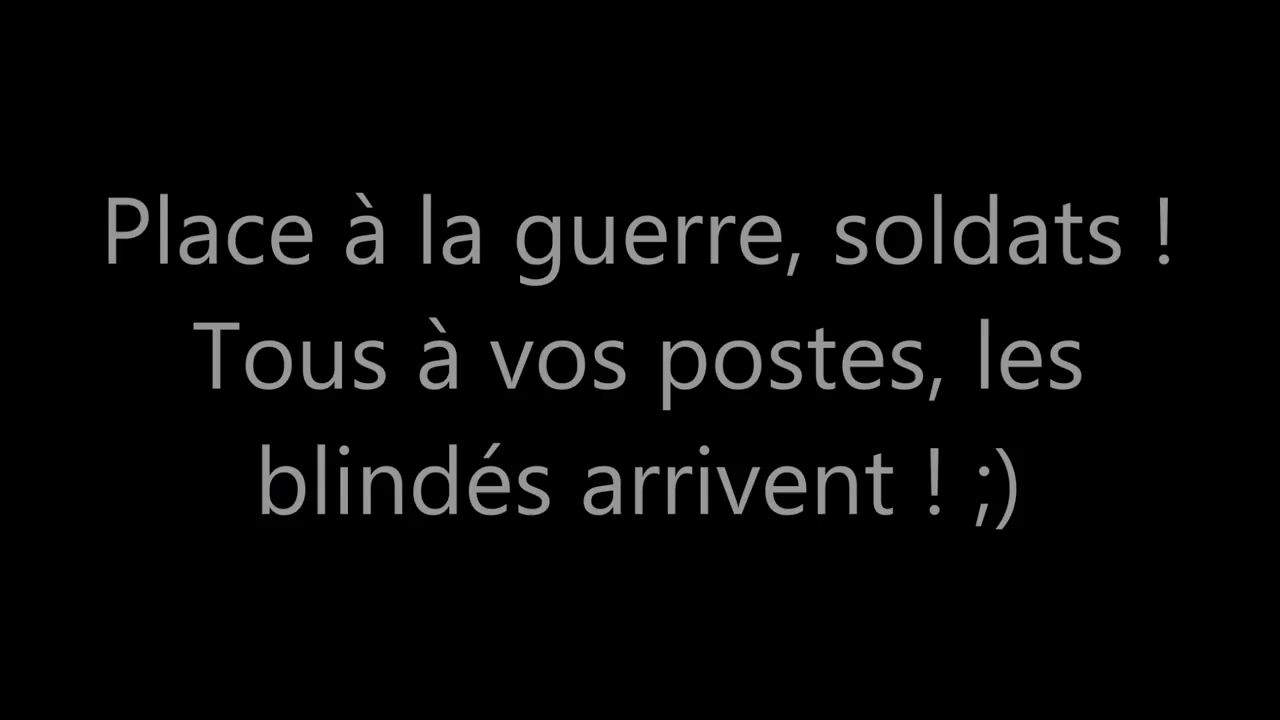 Place à la guerre, soldats !
Tous à vos postes, les
blindés arrivent ! ;)